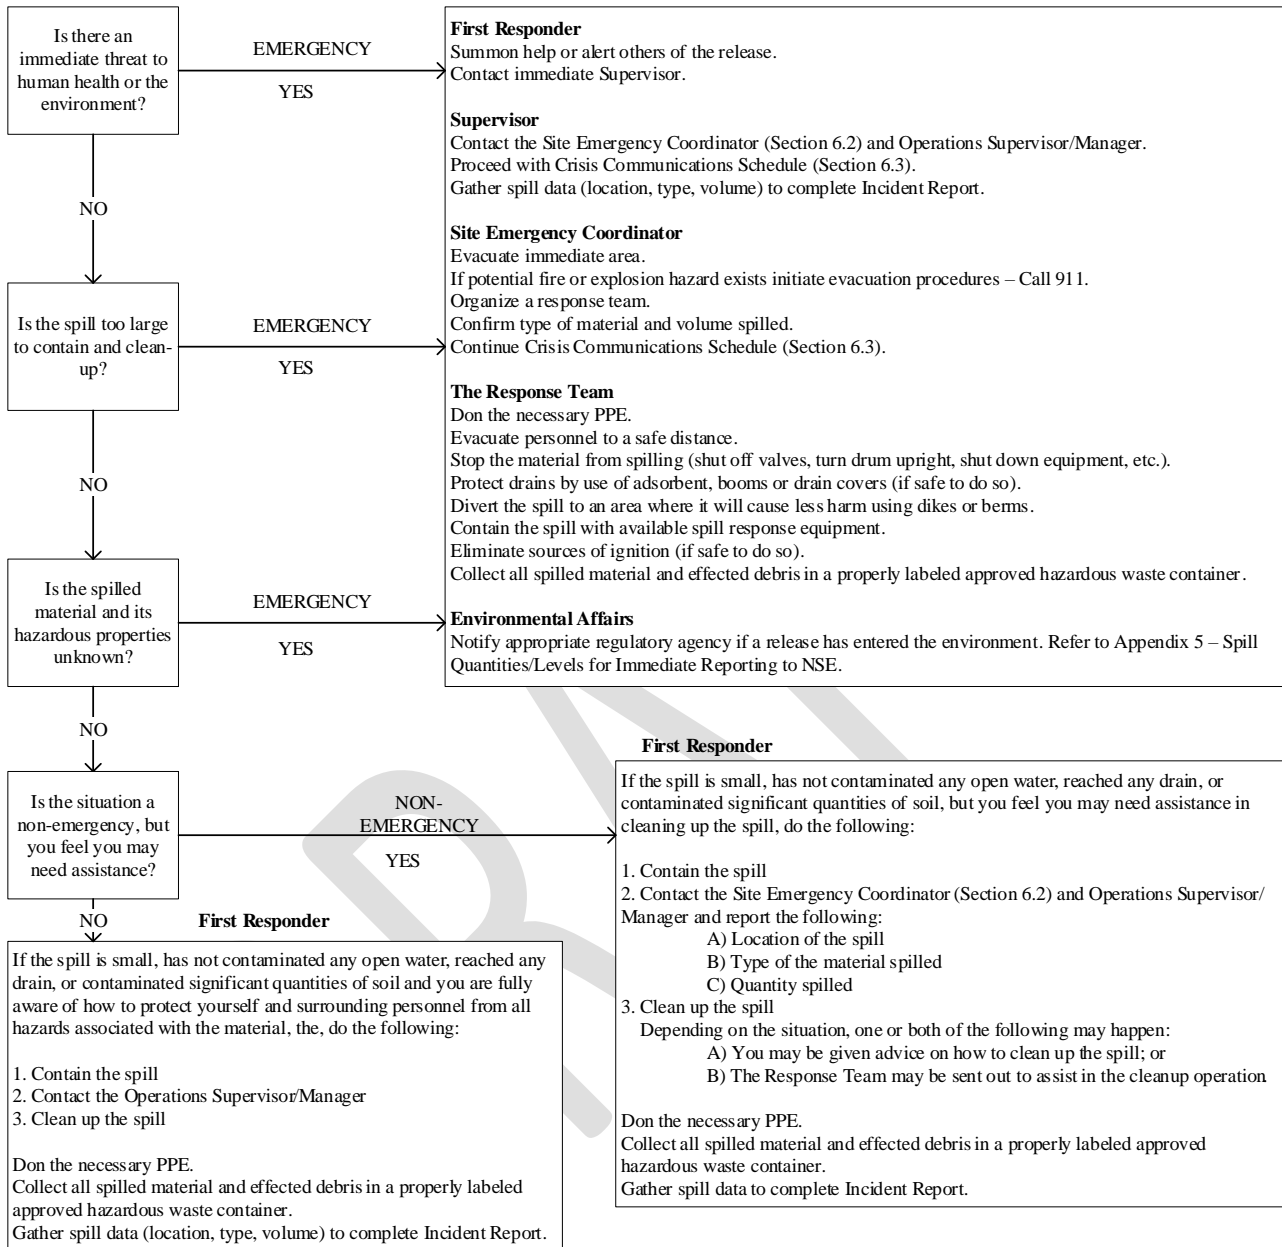 Is there an
immediate threat to
human health or the
environment?
EMERGENCY
YES
First Responder
Summon help or alert others of the release.
Contact immediate Supervisor.
Supervisor
Contact the Site Emergency Coordinator (Section 6.2) and Operations Supervisor/Manager.
Proceed with Crisis Communications Schedule (Section 6.3).
Gather spill data (location, type, volume) to complete Incident Report.
Site Emergency Coordinator
Evacuate immediate area.
If potential fire or explosion hazard exists initiate evacuation procedures – Call 911.
Organize a response team.
Confirm type of material and volume spilled.
Continue Crisis Communications Schedule (Section 6.3).
The Response Team
Don the necessary PPE.
Evacuate personnel to a safe distance.
Stop the material from spilling (shut off valves, turn drum upright, shut down equipment, etc.).
Protect drains by use of adsorbent, booms or drain covers (if safe to do so).
Divert the spill to an area where it will cause less harm using dikes or berms.
Contain the spill with available spill response equipment.
Eliminate sources of ignition (if safe to do so).
Collect all spilled material and effected debris in a properly labeled approved hazardous waste container.
Environmental Affairs
Notify appropriate regulatory agency if a release has entered the environment. Refer to Appendix 5 – Spill
Quantities/Levels for Immediate Reporting to NSE.
NO
Is the spill too large
to contain and clean-
up?
EMERGENCY
YES
NO
Is the spilled
material and its
hazardous properties
unknown?
EMERGENCY
YES
NO
Is the situation a
non-emergency, but
you feel you may
need assistance?
NON-
EMERGENCY
YES
First Responder
If the spill is small, has not contaminated any open water, reached any drain, or
contaminated significant quantities of soil, but you feel you may need assistance in
cleaning up the spill, do the following:
1. Contain the spill
2. Contact the Site Emergency Coordinator (Section 6.2) and Operations Supervisor/
Manager and report the following:
A) Location of the spill
B) Type of the material spilled
C) Quantity spilled
3. Clean up the spill
Depending on the situation, one or both of the following may happen:
A) You may be given advice on how to clean up the spill; or
B) The Response Team may be sent out to assist in the cleanup operation.
Don the necessary PPE.
Collect all spilled material and effected debris in a properly labeled approved
hazardous waste container.
Gather spill data to complete Incident Report.
NO
First Responder
If the spill is small, has not contaminated any open water, reached any
drain, or contaminated significant quantities of soil and you are fully
aware of how to protect yourself and surrounding personnel from all
hazards associated with the material, the, do the following:
1. Contain the spill
2. Contact the Operations Supervisor/Manager
3. Clean up the spill
Don the necessary PPE.
Collect all spilled material and effected debris in a properly labeled
approved hazardous waste container.
Gather spill data (location, type, volume) to complete Incident Report.